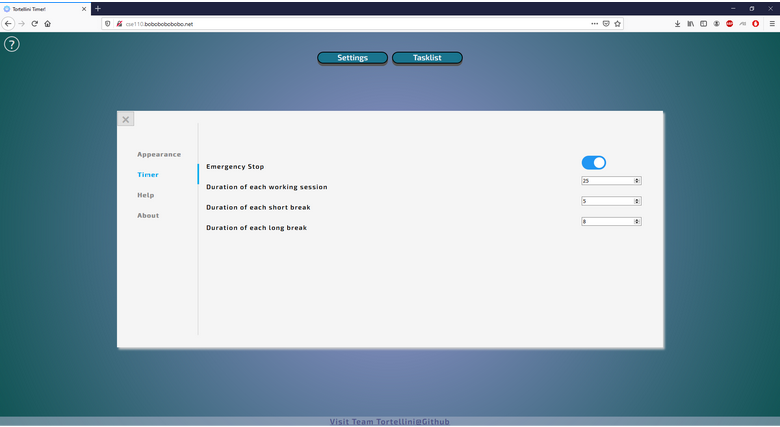 Tortellini Timer!
cse110.bobobobobobo.net
?
Settings
Tasklist
Appearance
Timer
Help
About
Emergency Stop
Duration of each working session
25
Duration of each short break
5
Duration of each long break
8
Visit Team Tortellini@Github